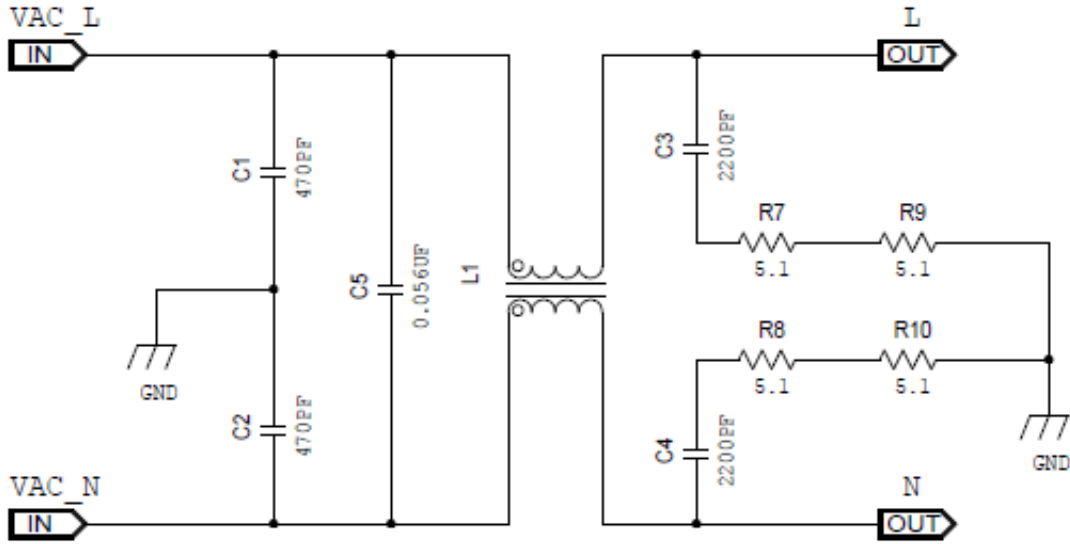 VAC_L
L
IN
OUT
C1
470PF
C3
2200PF
R7
R9
5.1
5.1
C5
0.056UF
L1
GND
R8
R10
5.1
5.1
C2
470PF
C4
2200PF
GND
VAC_N
N
IN
OUT